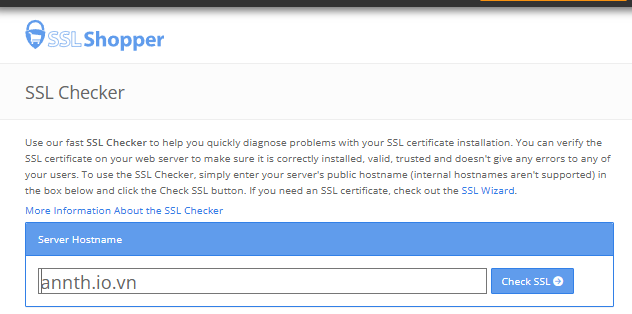 SSLShopper
SSL Checker
Use our fast SSL Checker to help you quickly diagnose problems with your SSL certificate installation. You can verify the
SSL certificate on your web server to make sure it is correctly installed, valid, trusted and doesn't give any errors to any of
your users. To use the SSL Checker, simply enter your server's public hostname (internal hostnames aren't supported) in
the box below and click the Check SSL button. If you need an SSL certificate, check out the SSL Wizard.
More Information About the SSL Checker
Server Hostname
annth.io.vn
Check SSL